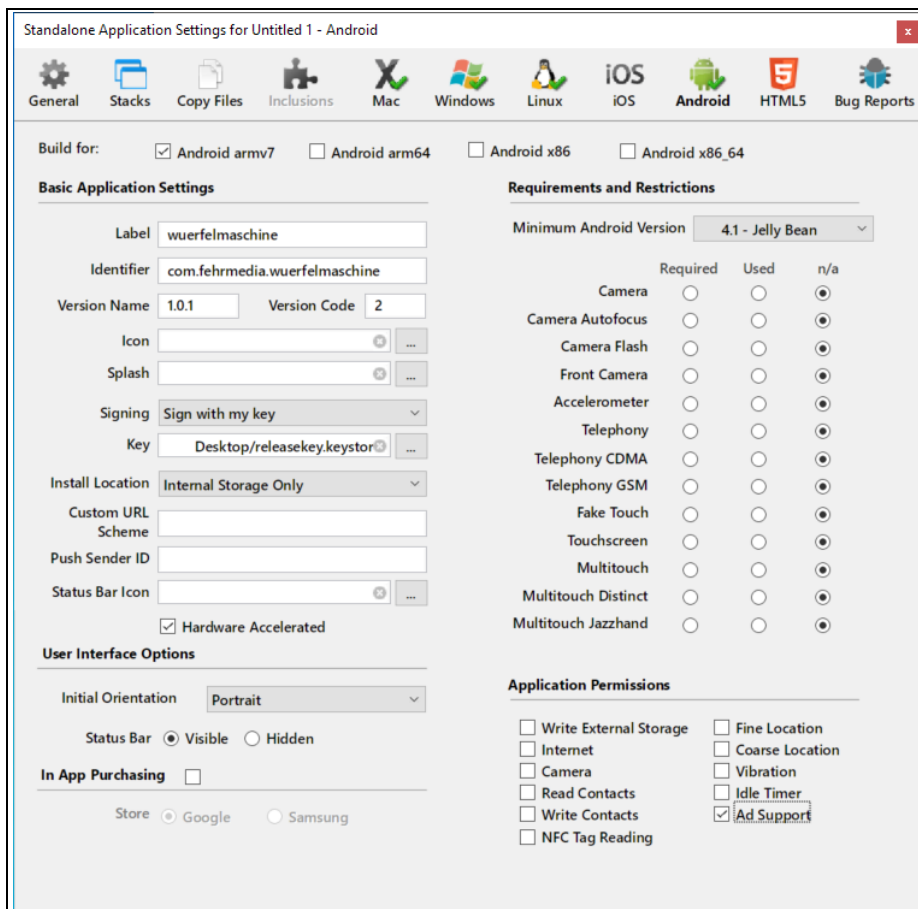 Standalone Application Settings for Untitled 1 - Android
x
General Stacks Copy Files Inclusions Mac Windows Linux iOS iOS Android HTML5 Bug Reports
Build for: Android armv7 Android arm64 Android x86 Android x86_64
Basic Application Settings
Label wuerfelmaschine
Identifier com.fehrmedia.wuerfelmaschine
Version Name 1.0.1 Version Code 2
Icon ...
Splash ...
Signing Sign with my key
Key Desktop/releasekey.keystor ...
Install Location Internal Storage Only
Custom URL
Scheme
Push Sender ID
Status Bar Icon ...
Hardware Accelerated
User Interface Options
Initial Orientation Portrait
Status Bar Visible Hidden
In App Purchasing
Store Google Samsung
Requirements and Restrictions
Minimum Android Version 4.1 - Jelly Bean
Required Used n/a
Camera
Camera Autofocus
Camera Flash
Front Camera
Accelerometer
Telephony
Telephony CDMA
Telephony GSM
Fake Touch
Touchscreen
Multitouch
Multitouch Distinct
Multitouch Jazzhand
Application Permissions
Write External Storage Fine Location
Internet Coarse Location
Camera Vibration
Read Contacts Idle Timer
Write Contacts Ad Support
NFC Tag Reading